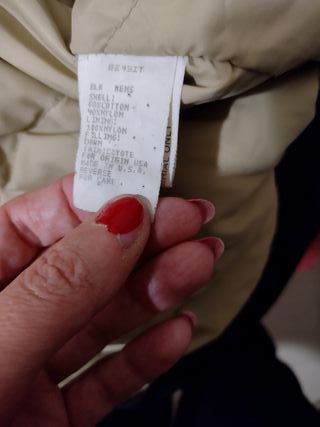 BLK MENS
SHELL:
60%COTTON
40%NYLON
LINING:
100%NYLON
FILLING:
DOWN
FABRIC&TOTE
FOR ORIGIN USA
MADE IN U.S.A.
REVERSE
FOR CARE